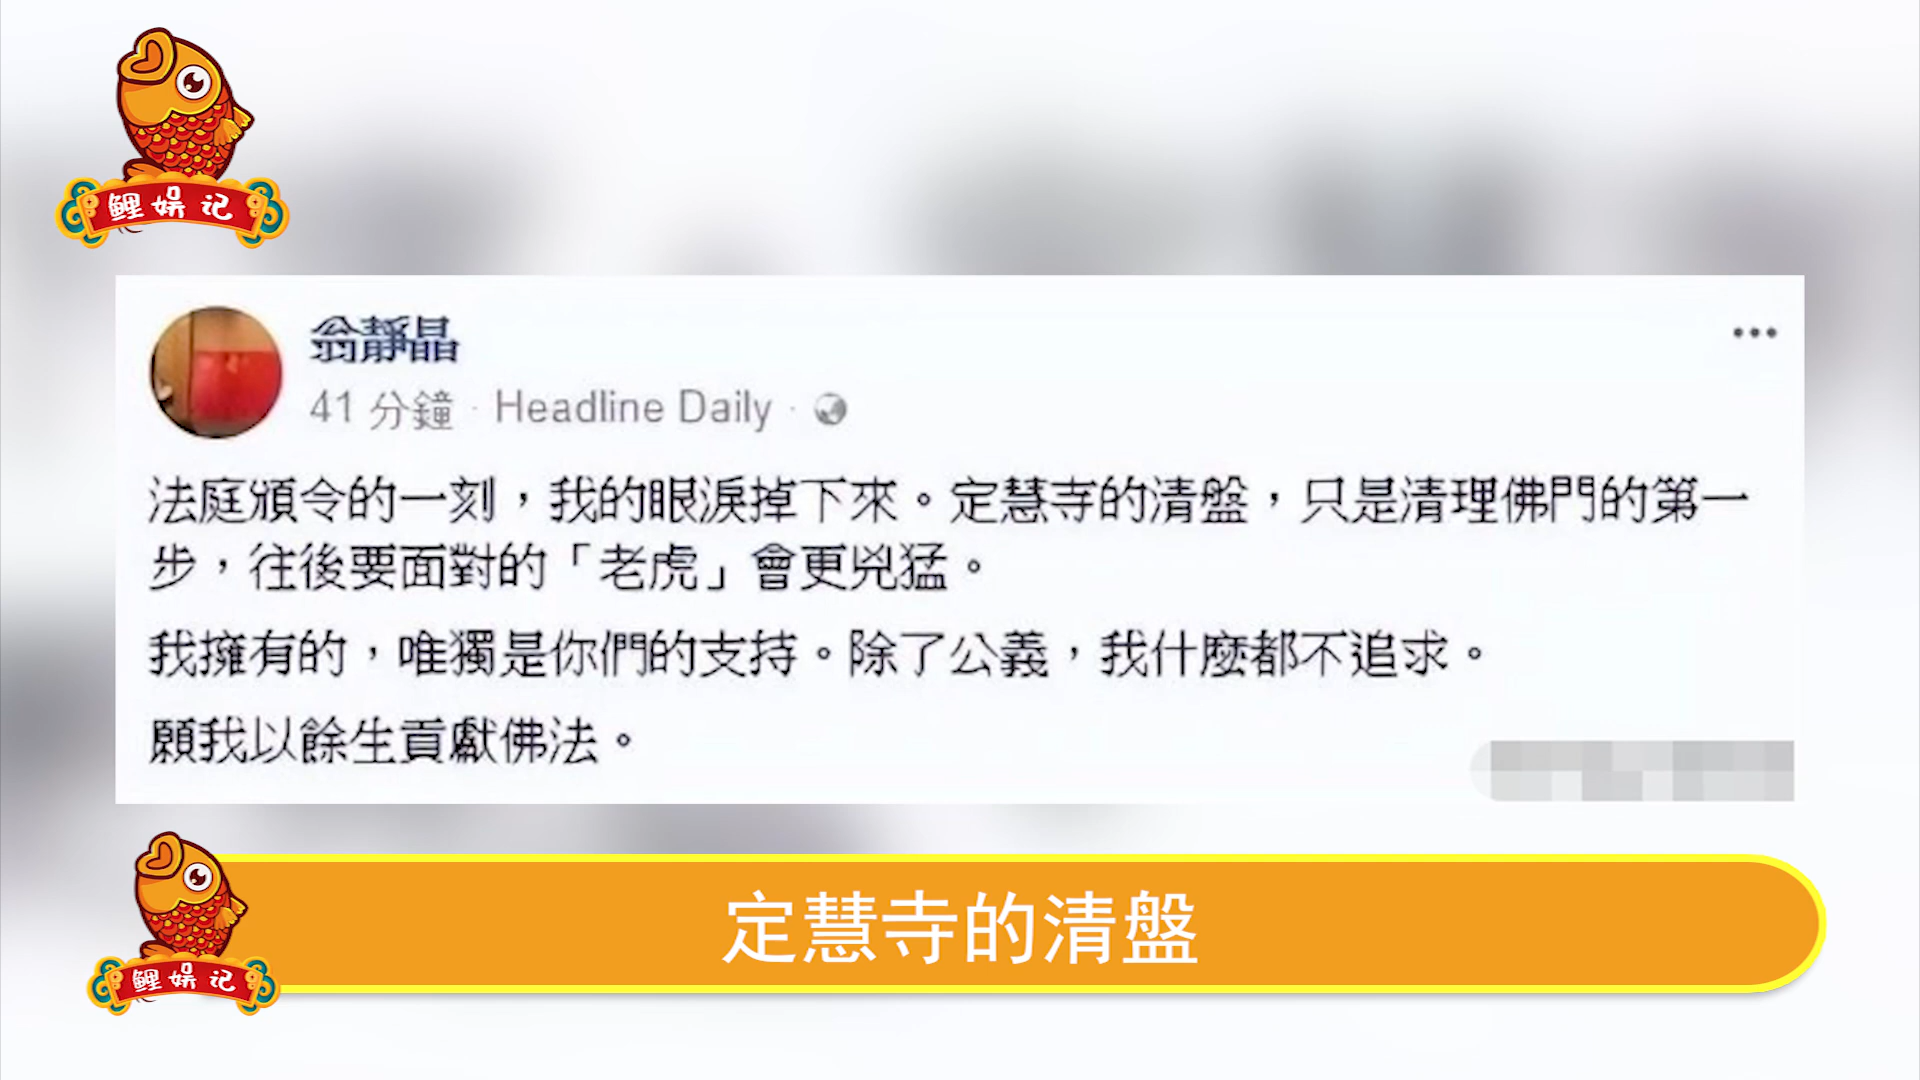 鲤娱记
翁靜晶
41 分鐘 · Headline Daily ·
法庭頒令的一刻，我的眼淚掉下來。定慧寺的清盤，只是清理佛門的第一
步，往後要面對的「老虎」會更兇猛。
我擁有的，唯獨是你們的支持。除了公義，我什麼都不追求。
願我以餘生貢獻佛法。
定慧寺的清盤
鲤娱记